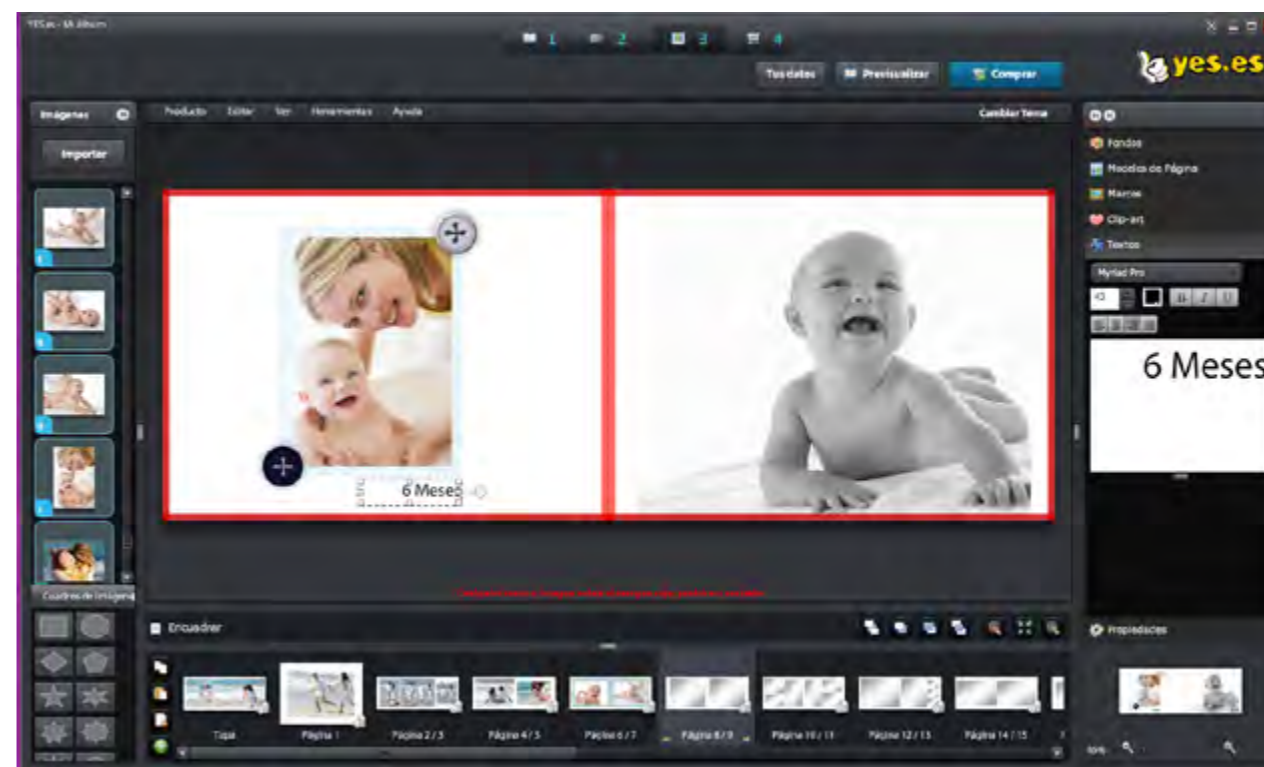 YES.es - Mi Álbum
1 2 3 4
Tus datos Previsualizar Comprar
yes.es
Imágenes
Producto Editar Ver Herramientas Ayuda Cambiar Tema
Importar
Fondos
Modelos de Página
Marcos
Clip-art
Textos
Myriad Pro
B I U
6 Meses
6 Meses
Cuadros de Imágene
Encuadrar
Propiedades
Tapa Página 1 Página 2 / 3 Página 4 / 5 Página 6 / 7 Página 8 / 9 Página 10 / 11 Página 12 / 13 Página 14 / 15